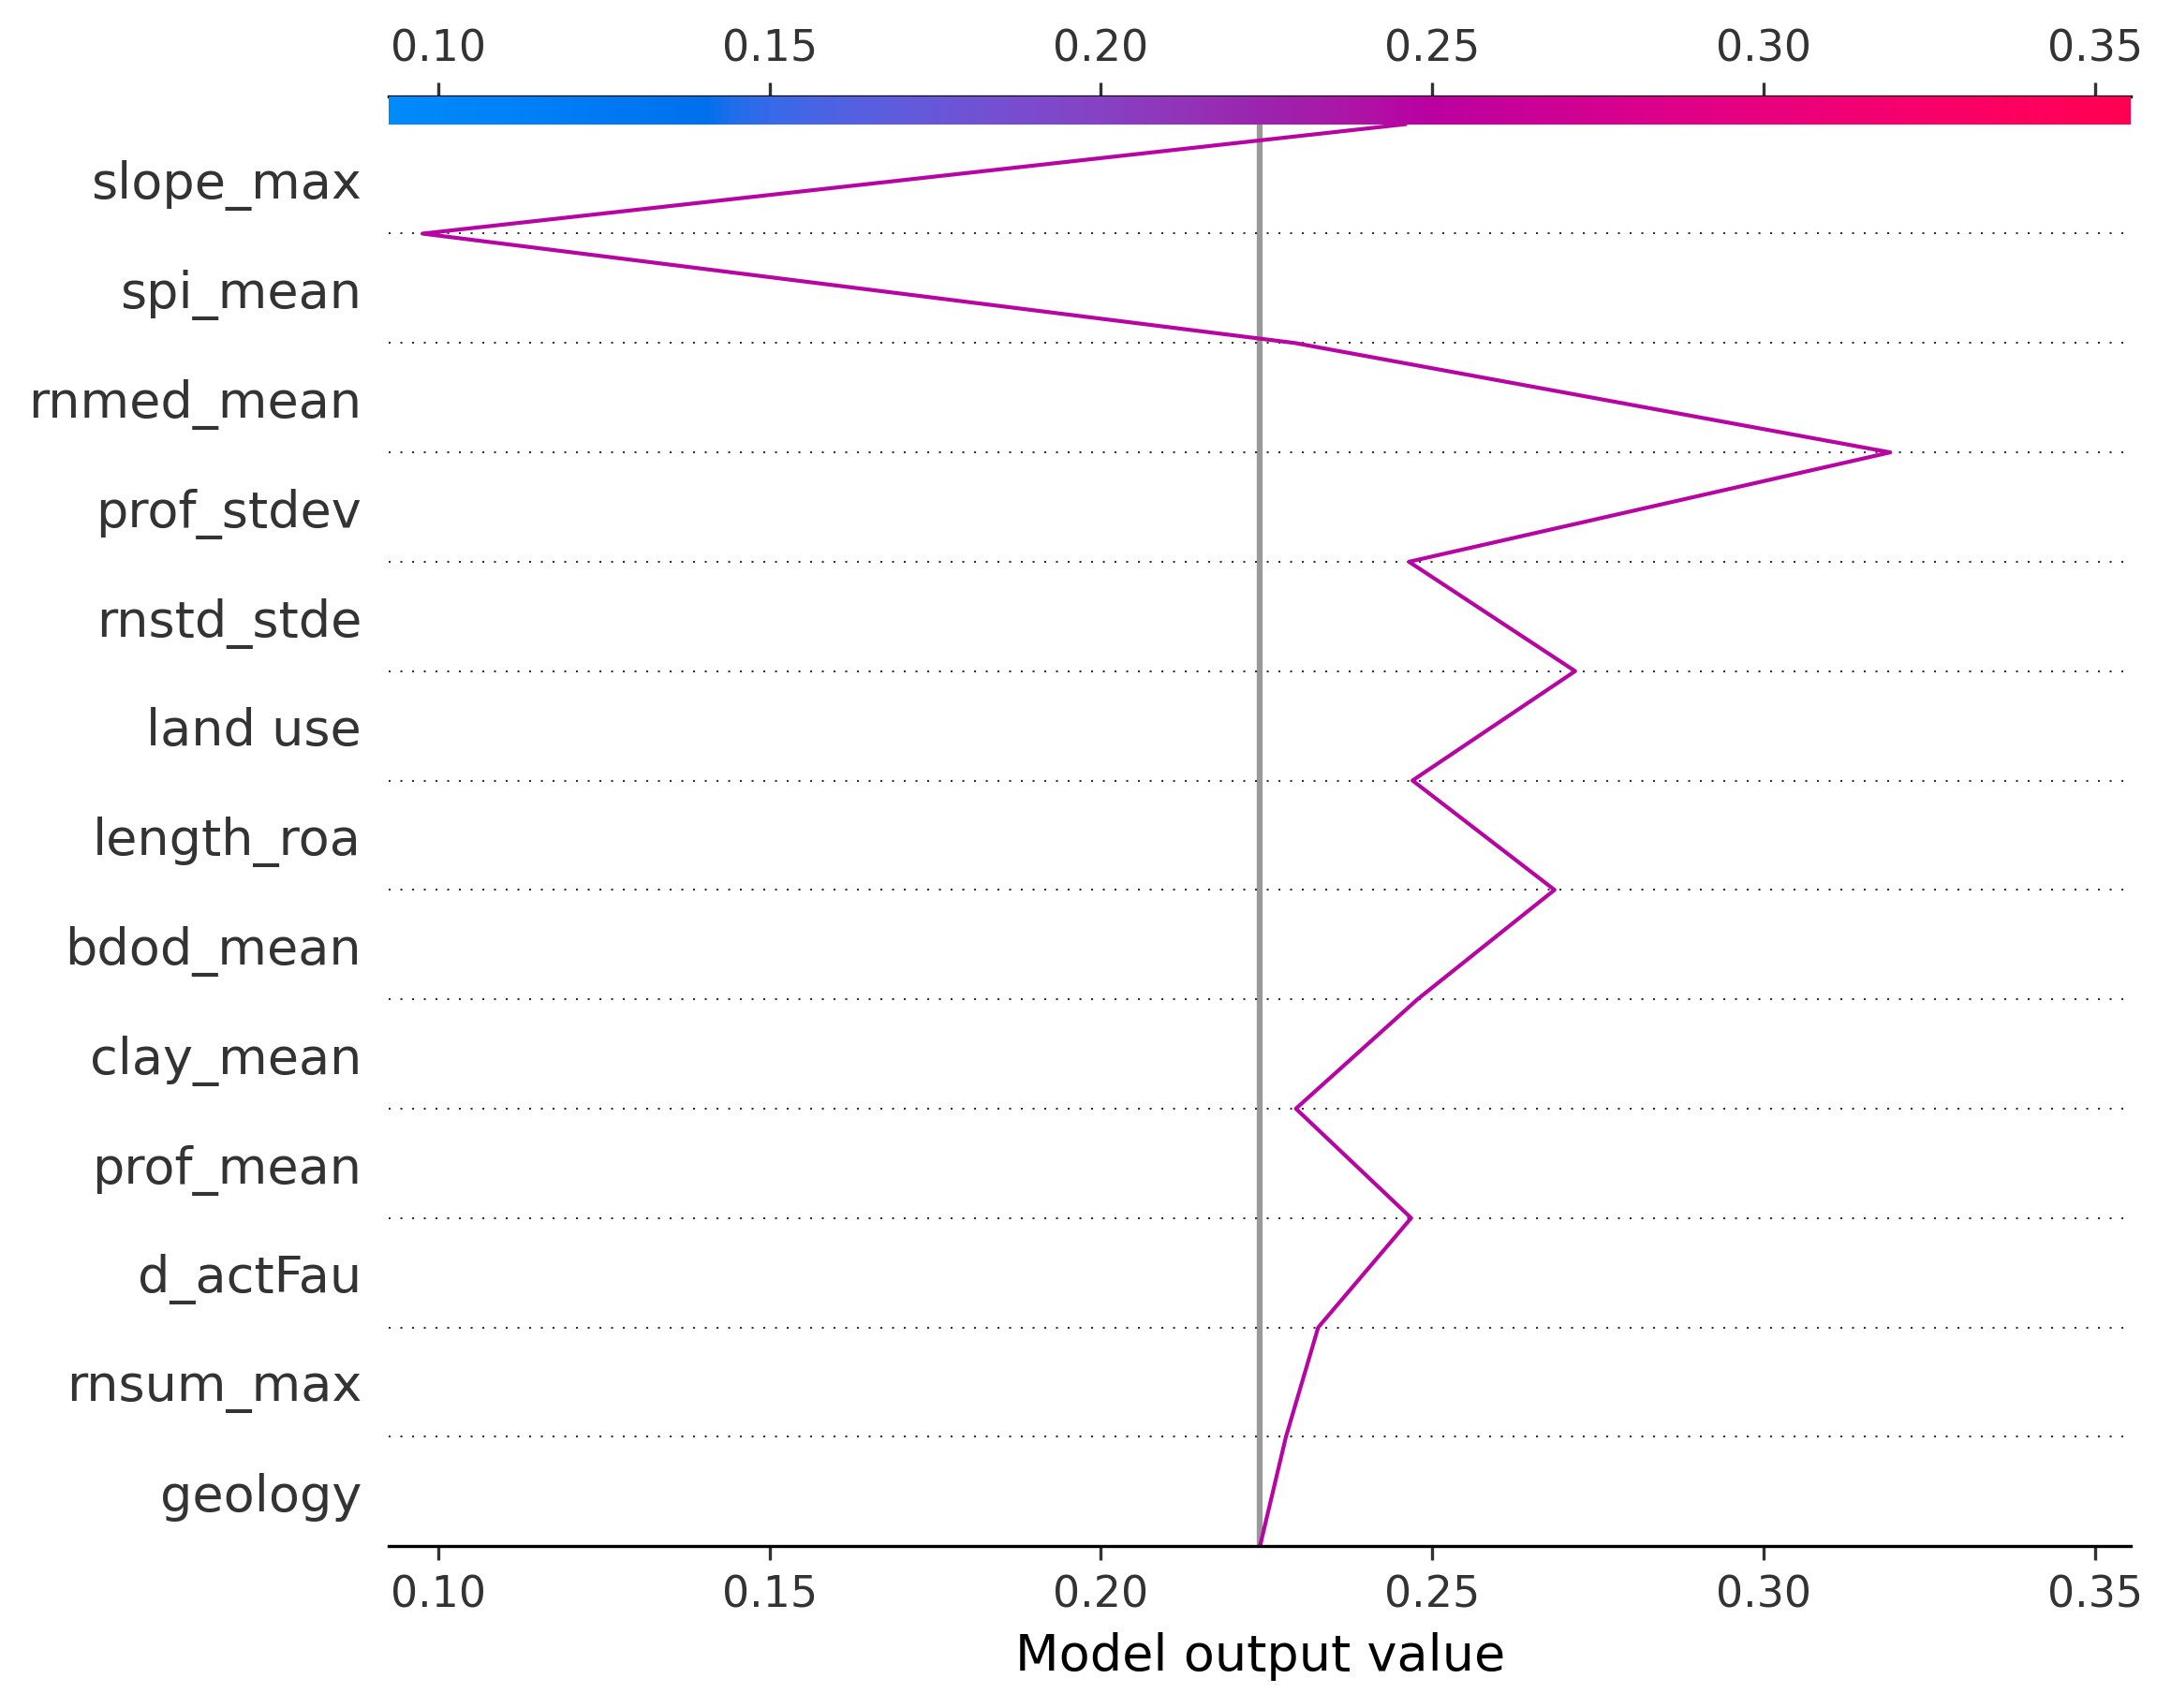 0.10 0.15 0.20 0.25 0.30 0.35
slope_max
spi_mean
rnmed_mean
prof_stdev
rnstd_stde
land use
length_roa
bdod_mean
clay_mean
prof_mean
d_actFau
rnsum_max
geology
0.10 0.15 0.20 0.25 0.30 0.35
Model output value